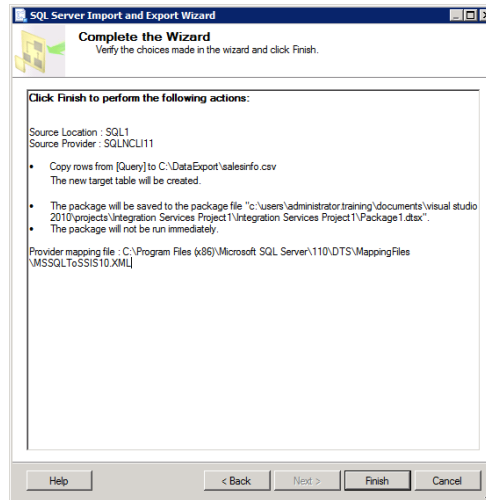 SQL Server Import and Export Wizard
Complete the Wizard
Verify the choices made in the wizard and click Finish.
Click Finish to perform the following actions:
Source Location : SQL1
Source Provider : SQLNCLI11
• Copy rows from [Query] to C:\DataExport\salesinfo.csv
The new target table will be created.
• The package will be saved to the package file "c:\users\administrator.training\documents\visual studio
2010\projects\Integration Services Project1\Integration Services Project1\Package1.dtsx".
• The package will not be run immediately.
Provider mapping file : C:\Program Files (x86)\Microsoft SQL Server\110\DTS\MappingFiles
\MSSQLToSSIS10.XML
Help
< Back
Next >
Finish
Cancel